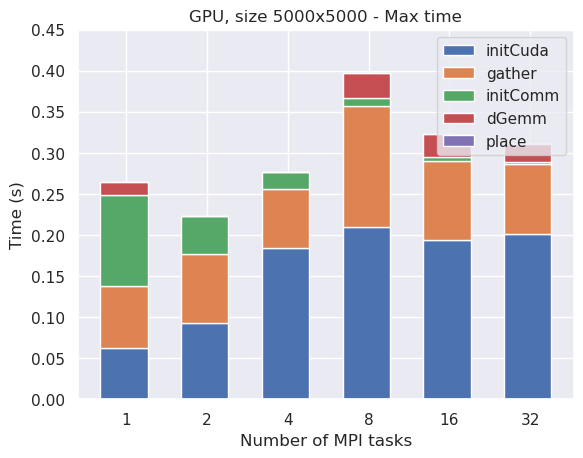 GPU, size 5000x5000 - Max time
0.45
0.40
0.35
0.30
0.25
0.20
0.15
0.10
0.05
0.00
Time (s)
initCuda
gather
initComm
dGemm
place
1 2 4 8 16 32
Number of MPI tasks